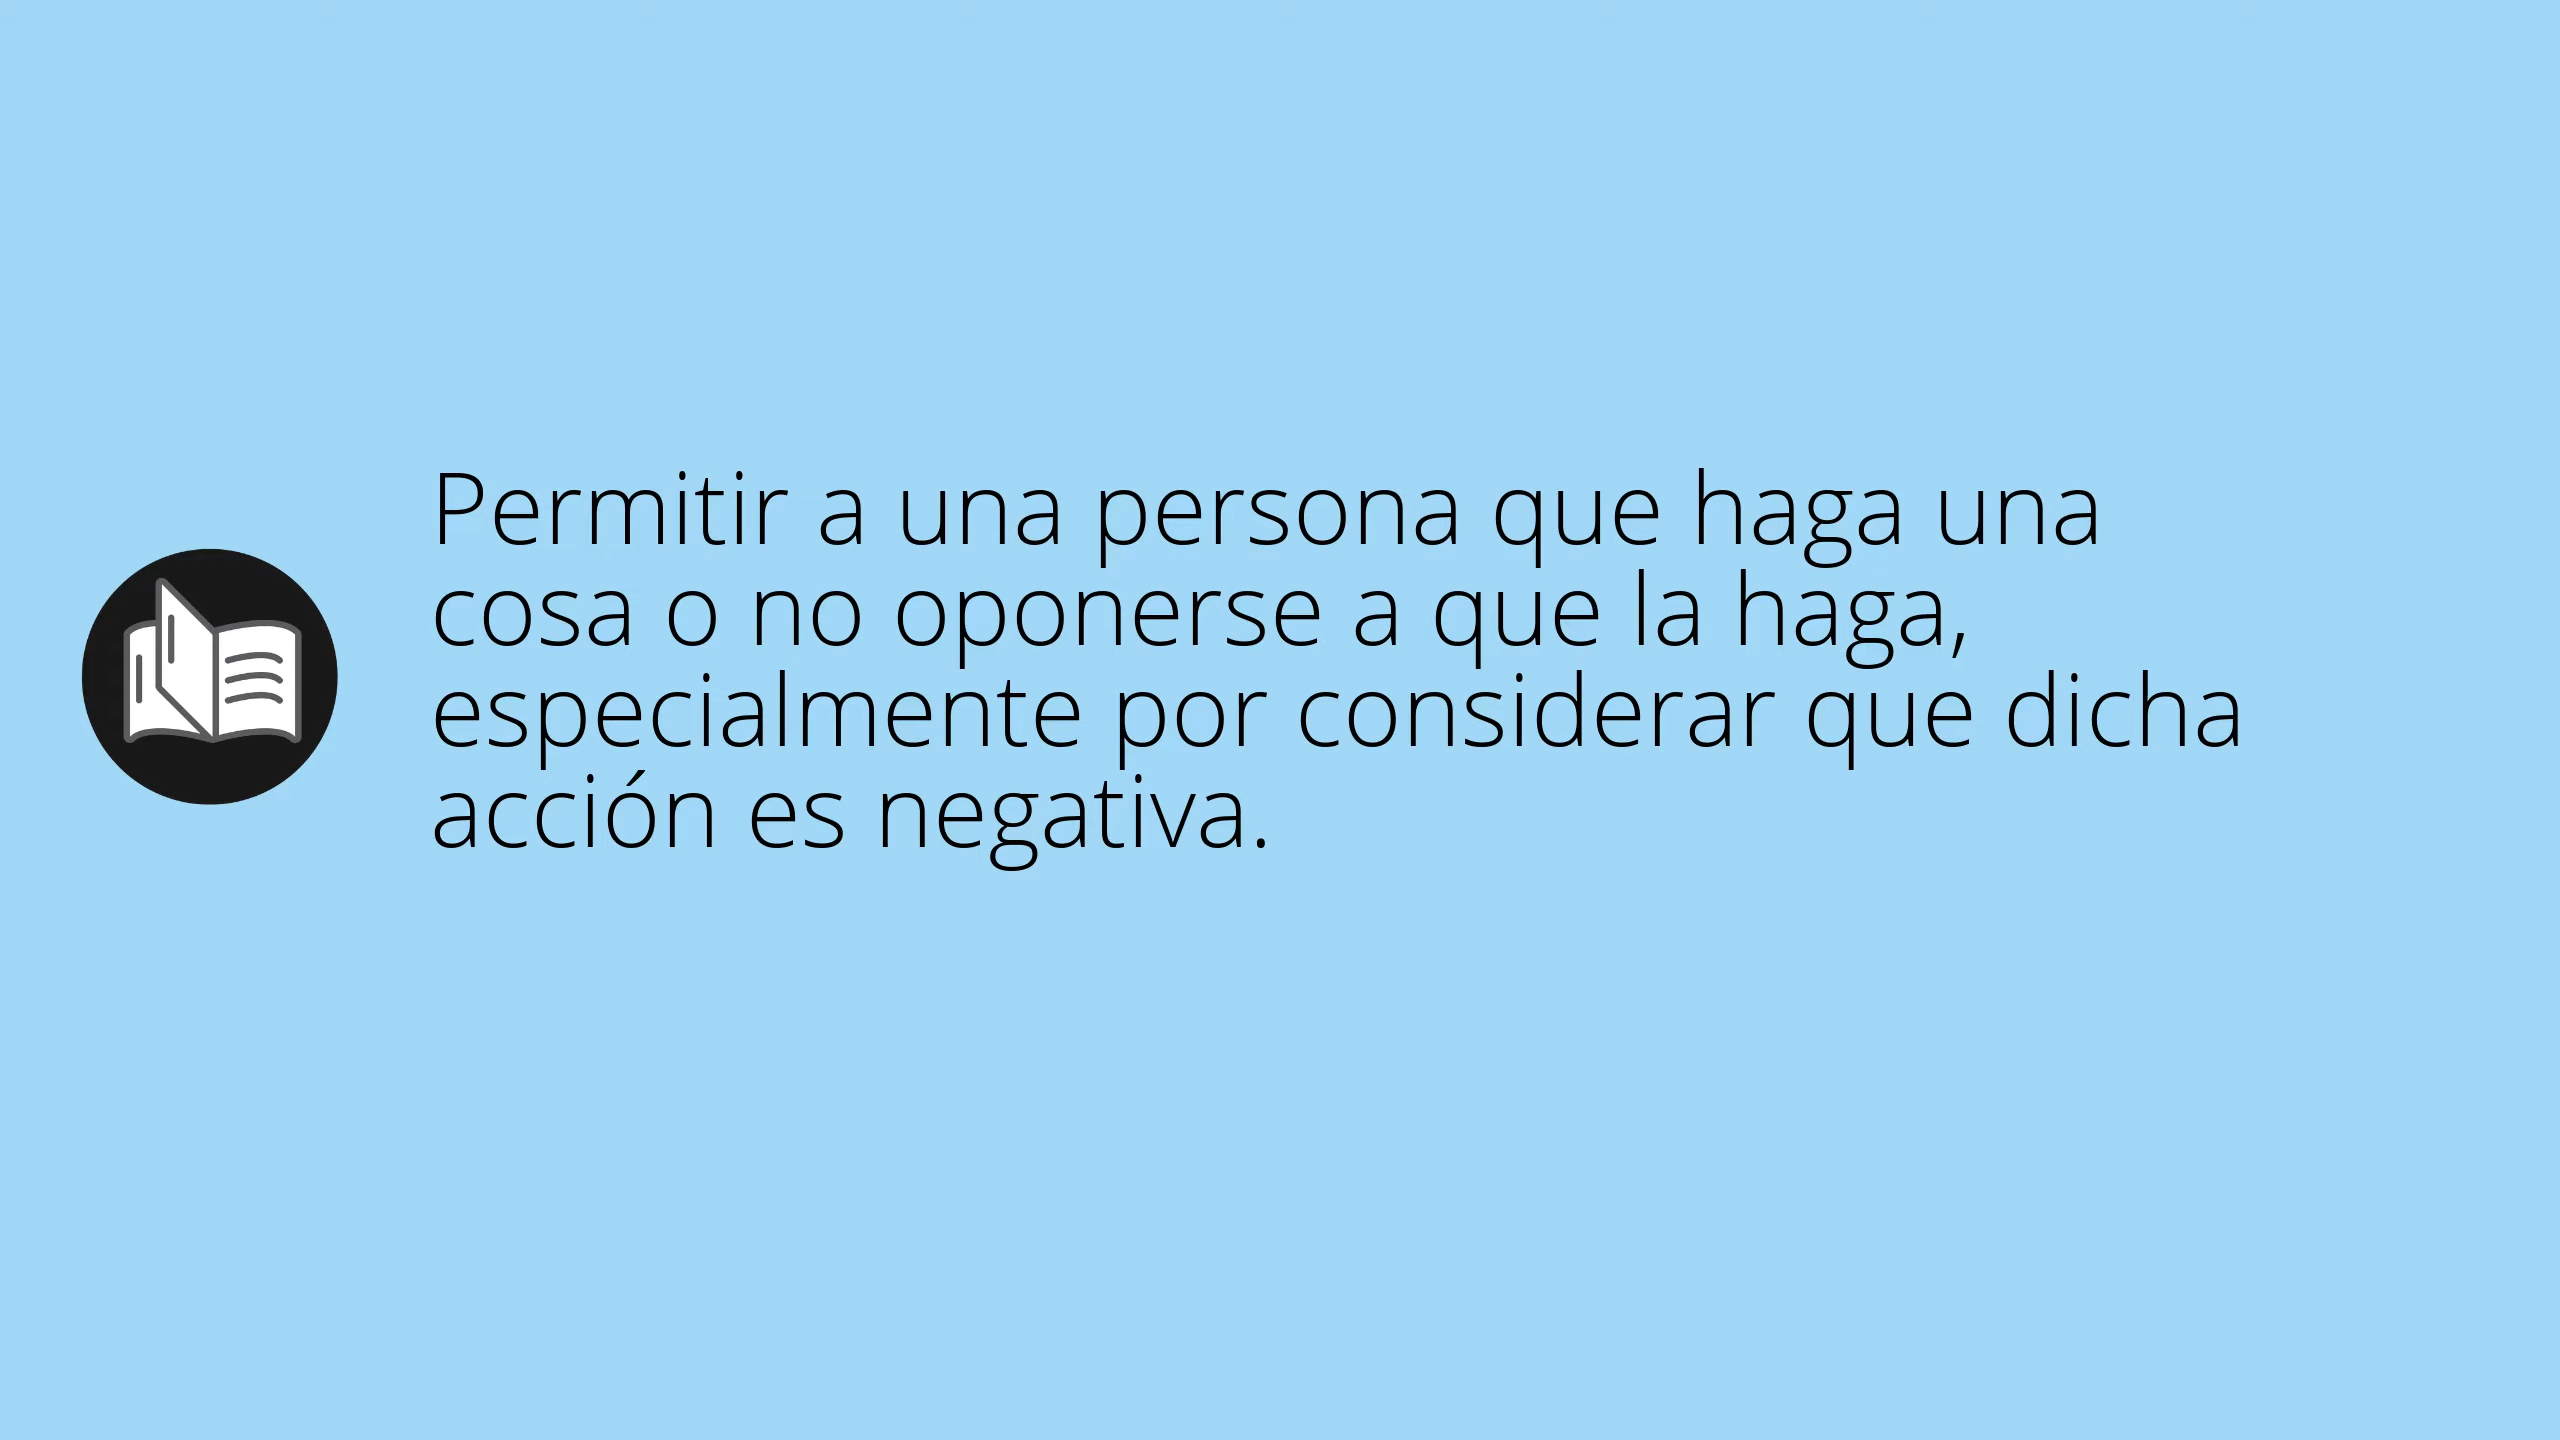 Permitir a una persona que haga una
cosa o no oponerse a que la haga,
especialmente por considerar que dicha
acción es negativa.